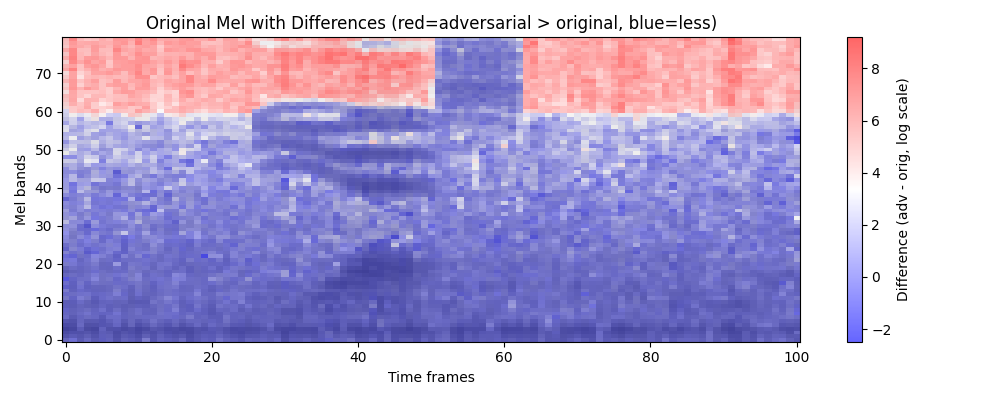 Original Mel with Differences (red=adversarial > original, blue=less)
Mel bands
70
60
50
40
30
20
10
0
0 20 40 60 80 100
Time frames
8
6
4
2
0
−2
Difference (adv - orig, log scale)